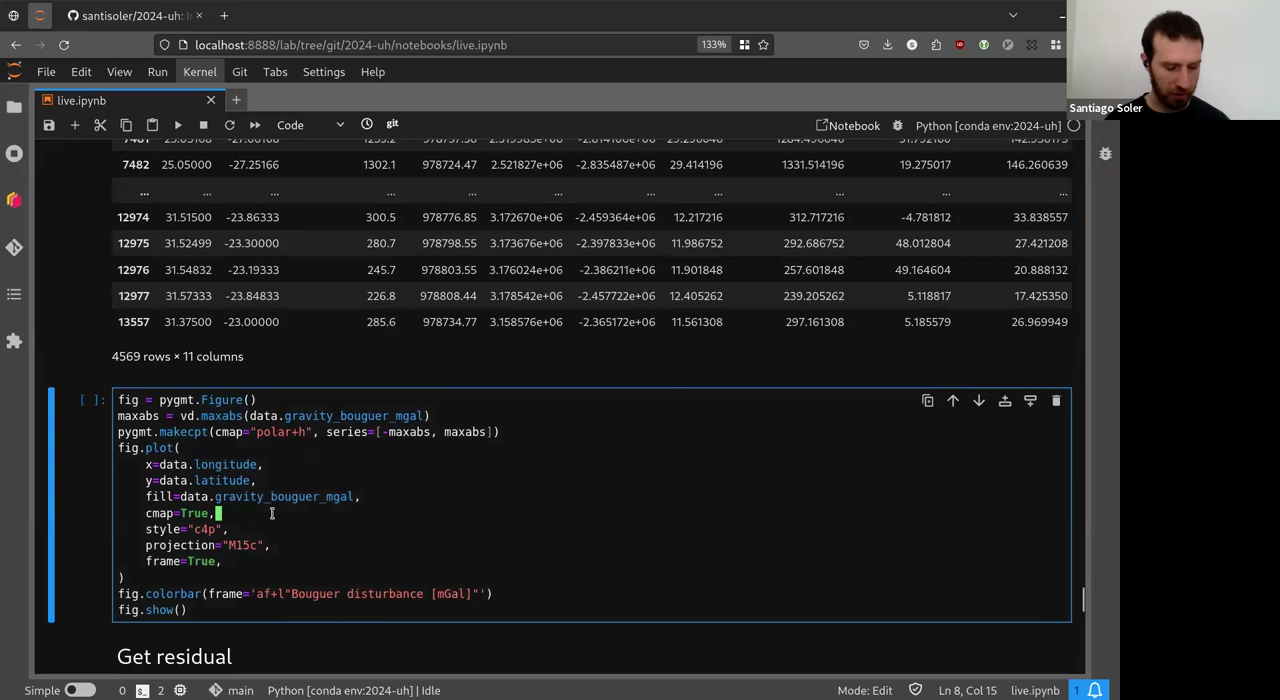 santisoler/2024-uh: I
localhost:8888/lab/tree/git/2024-uh/notebooks/live.ipynb
133%
File Edit View Run Kernel Git Tabs Settings Help
Santiago Soler
live.ipynb
Code
git
Notebook
Python [conda env:2024-uh]
7482 25.05000 -27.25166 1302.1 978724.47 2.521827e+06 -2.835487e+06 29.414196 1331.514196 19.275017 146.260639
... ... ... ... ... ... ... ... ... ... ...
12974 31.51500 -23.86333 300.5 978776.85 3.172670e+06 -2.459364e+06 12.217216 312.717216 -4.781812 33.838557
12975 31.52499 -23.30000 280.7 978798.55 3.173676e+06 -2.397833e+06 11.986752 292.686752 48.012804 27.421208
12976 31.54832 -23.19333 245.7 978803.55 3.176024e+06 -2.386211e+06 11.901848 257.601848 49.164604 20.888132
12977 31.57333 -23.84833 226.8 978808.44 3.178542e+06 -2.457722e+06 12.405262 239.205262 5.118817 17.425350
13557 31.37500 -23.00000 285.6 978734.77 3.158576e+06 -2.365172e+06 11.561308 297.161308 5.185579 26.969949
4569 rows × 11 columns
[ ]:
fig = pygmt.Figure()
maxabs = vd.maxabs(data.gravity_bouguer_mgal)
pygmt.makecpt(cmap="polar+h", series=[-maxabs, maxabs])
fig.plot(
x=data.longitude,
y=data.latitude,
fill=data.gravity_bouguer_mgal,
cmap=True,
style="c4p",
projection="M15c",
frame=True,
)
fig.colorbar(frame='af+l"Bouguer disturbance [mGal]"')
fig.show()
Get residual
Simple 0 2 main Python [conda env:2024-uh] | Idle Mode: Edit Ln 8, Col 15 live.ipynb 1